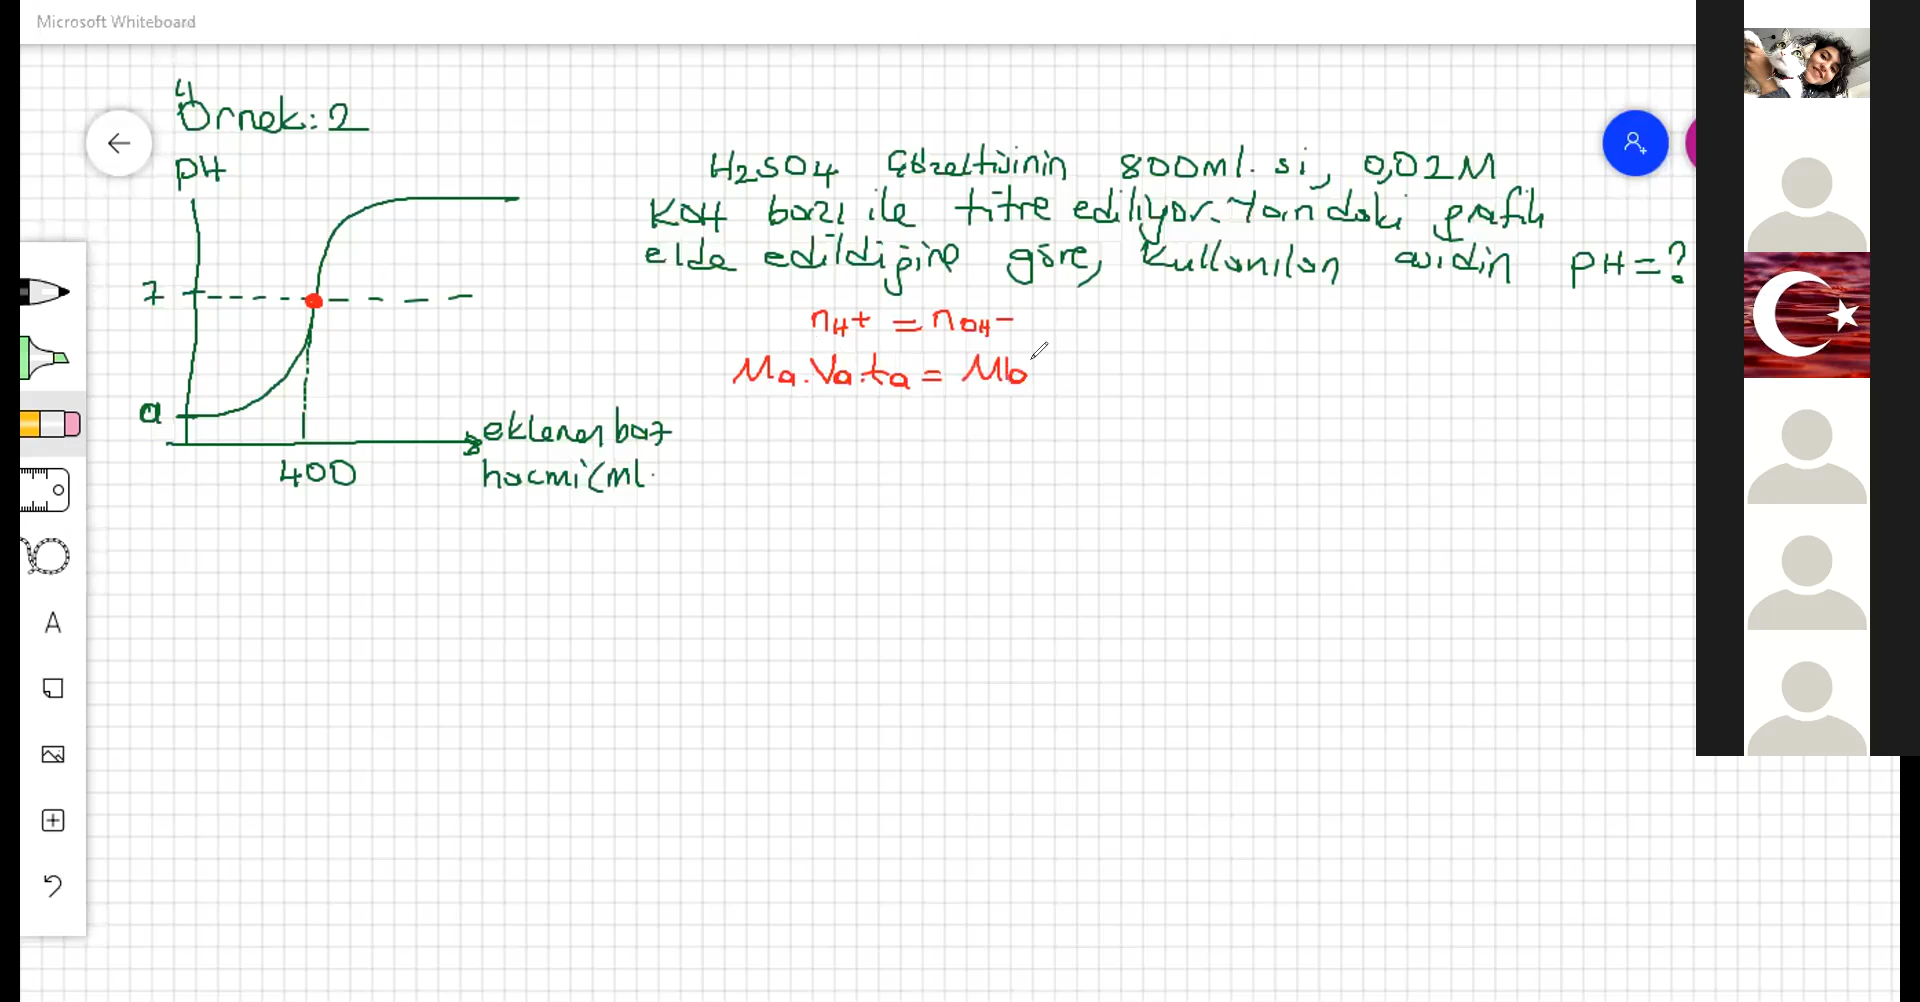 Microsoft Whiteboard
Örnek: 2
pH
7
a
400
eklenen baz
hacmi(ml.
H2SO4 Çözeltisinin 800ml. si, 0,02M
KOH bazı ile titre ediliyor. Yandaki grafik
elde edildiğine göre, kullanılan asidin pH=?
nH+ = nOH-
Ma.Va.ta = Mb
A